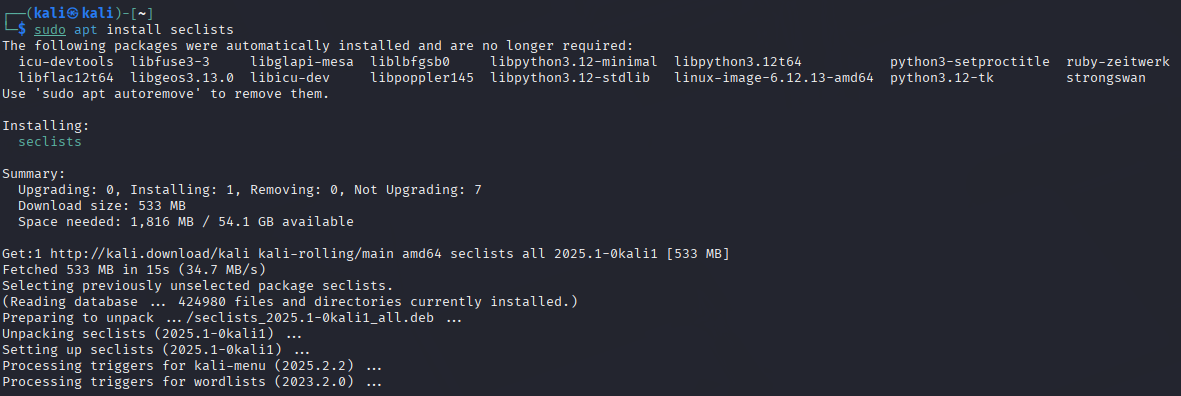 ┌──(kali㉿kali)-[~]
└─$ sudo apt install seclists
The following packages were automatically installed and are no longer required:
  icu-devtools  libfuse3-3     libglapi-mesa  liblbfgsb0    libpython3.12-minimal  libpython3.12t64           python3-setproctitle  ruby-zeitwerk
  libflac12t64  libgeos3.13.0  libicu-dev     libpoppler145  libpython3.12-stdlib   linux-image-6.12.13-amd64  python3.12-tk         strongswan
Use 'sudo apt autoremove' to remove them.

Installing:
  seclists

Summary:
  Upgrading: 0, Installing: 1, Removing: 0, Not Upgrading: 7
  Download size: 533 MB
  Space needed: 1,816 MB / 54.1 GB available

Get:1 http://kali.download/kali kali-rolling/main amd64 seclists all 2025.1-0kali1 [533 MB]
Fetched 533 MB in 15s (34.7 MB/s)
Selecting previously unselected package seclists.
(Reading database ... 424980 files and directories currently installed.)
Preparing to unpack .../seclists_2025.1-0kali1_all.deb ...
Unpacking seclists (2025.1-0kali1) ...
Setting up seclists (2025.1-0kali1) ...
Processing triggers for kali-menu (2025.2.2) ...
Processing triggers for wordlists (2023.2.0) ...